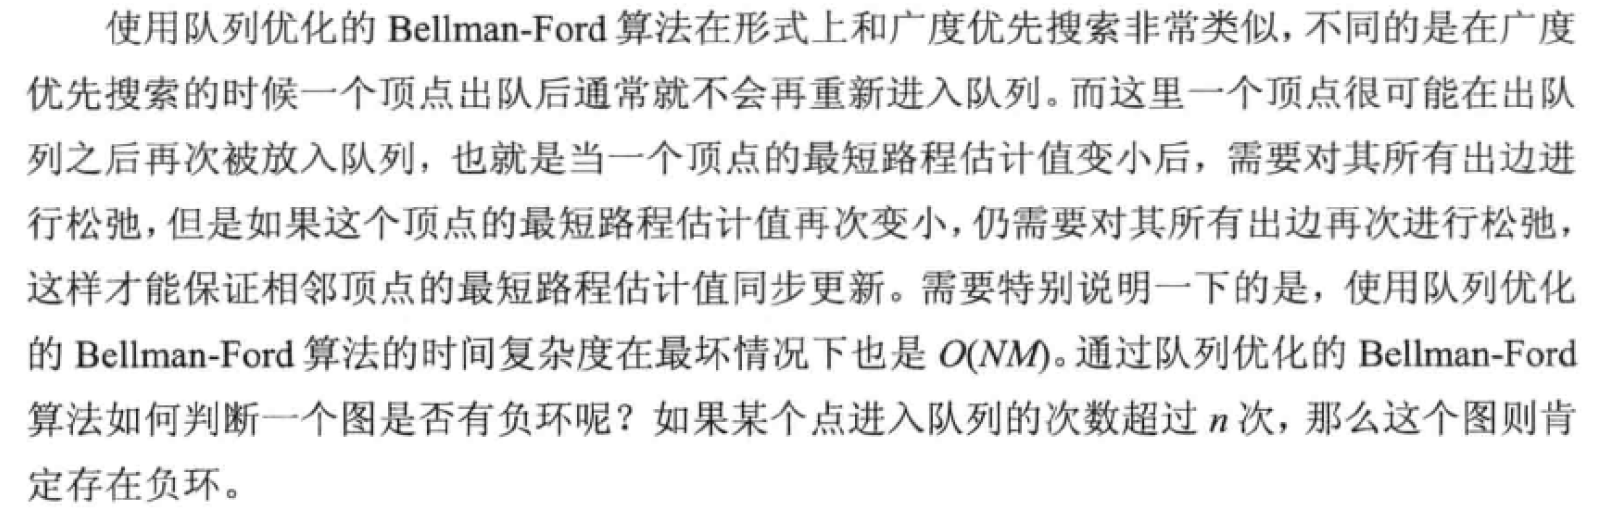 使用队列优化的 Bellman-Ford 算法在形式上和广度优先搜索非常类似，不同的是在广度
优先搜索的时候一个顶点出队后通常就不会再重新进入队列。而这里一个顶点很可能在出队
列之后再次被放入队列，也就是当一个顶点的最短路程估计值变小后，需要对其所有出边进
行松弛，但是如果这个顶点的最短路程估计值再次变小，仍需要对其所有出边再次进行松弛，
这样才能保证相邻顶点的最短路程估计值同步更新。需要特别说明一下的是，使用队列优化
的 Bellman-Ford 算法的时间复杂度在最坏情况下也是 O(NM)。通过队列优化的 Bellman-Ford
算法如何判断一个图是否有负环呢？如果某个点进入队列的次数超过 n 次，那么这个图则肯
定存在负环。